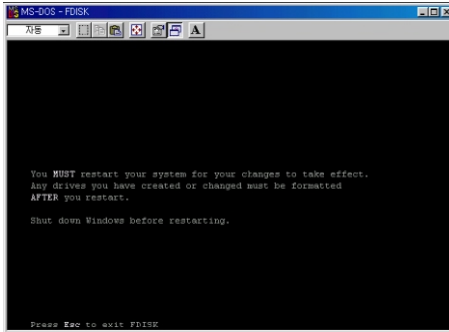 MS-DOS - FDISK
자동
A
You MUST restart your system for your changes to take effect.
Any drives you have created or changed must be formatted
AFTER you restart.
Shut down Windows before restarting.
Press Esc to exit FDISK